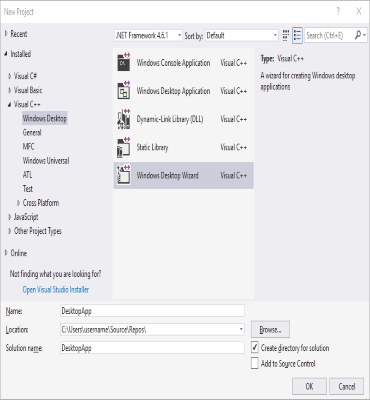 New Project
? ×
Recent
.NET Framework 4.6.1 Sort by: Default Search (Ctrl+E)
Installed
Visual C#
Visual Basic
Visual C++
Windows Desktop
General
MFC
Windows Universal
ATL
Test
Cross Platform
JavaScript
Other Project Types
Online
Not finding what you are looking for?
Open Visual Studio Installer
Windows Console Application Visual C++
Windows Desktop Application Visual C++
Dynamic-Link Library (DLL) Visual C++
Static Library Visual C++
Windows Desktop Wizard Visual C++
Type: Visual C++
A wizard for creating Windows desktop
applications
Name: DesktopApp
Location: C:\Users\username\Source\Repos\ Browse...
Solution name: DesktopApp
Create directory for solution
Add to Source Control
OK Cancel